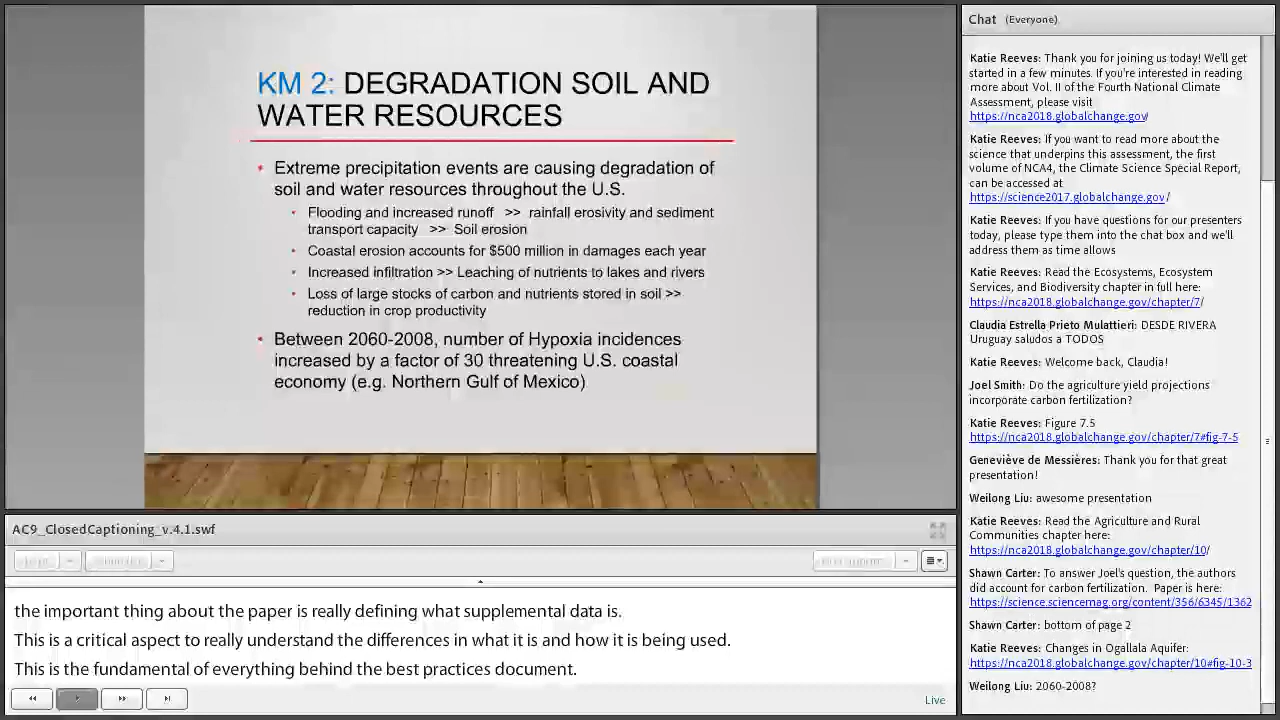 KM 2: DEGRADATION SOIL AND
WATER RESOURCES
• Extreme precipitation events are causing degradation of
soil and water resources throughout the U.S.
• Flooding and increased runoff >> rainfall erosivity and sediment
transport capacity >> Soil erosion
• Coastal erosion accounts for $500 million in damages each year
• Increased infiltration >> Leaching of nutrients to lakes and rivers
• Loss of large stocks of carbon and nutrients stored in soil >>
reduction in crop productivity
• Between 2060-2008, number of Hypoxia incidences
increased by a factor of 30 threatening U.S. coastal
economy (e.g. Northern Gulf of Mexico)
AC9_ClosedCaptioning_v.4.1.swf
the important thing about the paper is really defining what supplemental data is.
This is a critical aspect to really understand the differences in what it is and how it is being used.
This is the fundamental of everything behind the best practices document.
Live
Chat (Everyone)
Katie Reeves: Thank you for joining us today! We'll get
started in a few minutes. If you're interested in reading
more about Vol. II of the Fourth National Climate
Assessment, please visit
https://nca2018.globalchange.gov/
Katie Reeves: If you want to read more about the
science that underpins this assessment, the first
volume of NCA4, the Climate Science Special Report,
can be accessed at
https://science2017.globalchange.gov/
Katie Reeves: If you have questions for our presenters
today, please type them into the chat box and we'll
address them as time allows
Katie Reeves: Read the Ecosystems, Ecosystem
Services, and Biodiversity chapter in full here:
https://nca2018.globalchange.gov/chapter/7/
Claudia Estrella Prieto Mulattieri: DESDE RIVERA
Uruguay saludos a TODOS
Katie Reeves: Welcome back, Claudia!
Joel Smith: Do the agriculture yield projections
incorporate carbon fertilization?
Katie Reeves: Figure 7.5
https://nca2018.globalchange.gov/chapter/7#fig-7-5
Geneviève de Messières: Thank you for that great
presentation!
Weilong Liu: awesome presentation
Katie Reeves: Read the Agriculture and Rural
Communities chapter here:
https://nca2018.globalchange.gov/chapter/10/
Shawn Carter: To answer Joel's question, the authors
did account for carbon fertilization. Paper is here:
https://science.sciencemag.org/content/356/6345/1362
Shawn Carter: bottom of page 2
Katie Reeves: Changes in Ogallala Aquifer:
https://nca2018.globalchange.gov/chapter/10#fig-10-3
Weilong Liu: 2060-2008?